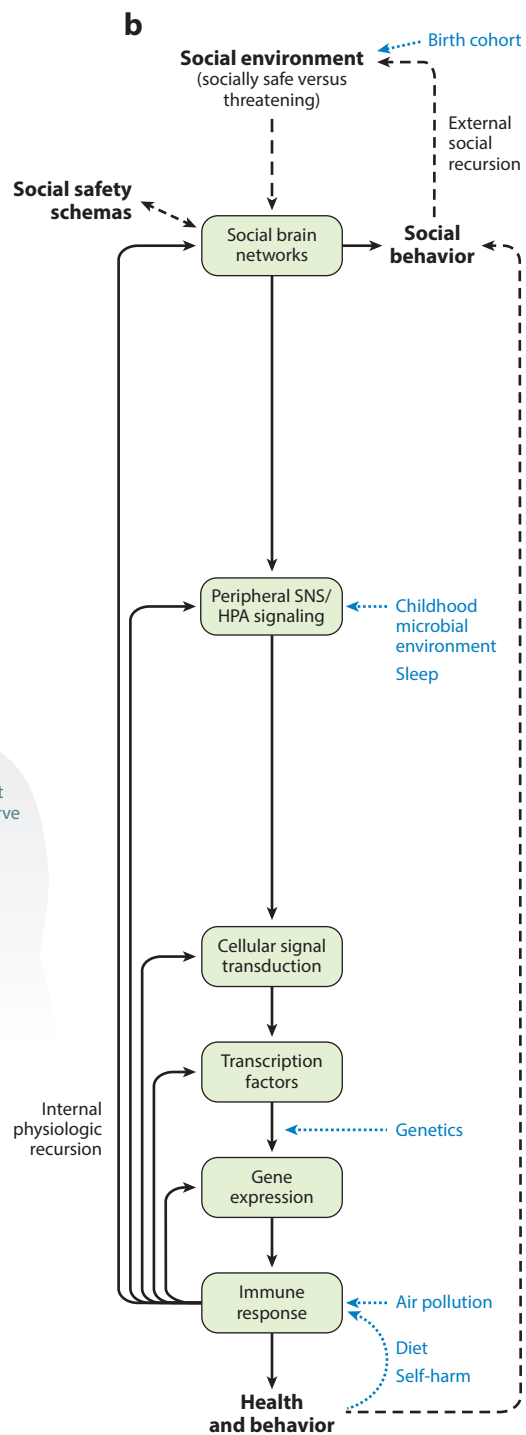 b
Birth cohort
Social environment
(socially safe versus
threatening)
External
social
recursion
Social safety
schemas
Social brain
networks
Social
behavior
Peripheral SNS/
HPA signaling
Childhood
microbial
environment
Sleep
t
rve
Cellular signal
transduction
Transcription
factors
Internal
physiologic
recursion
Genetics
Gene
expression
Immune
response
Air pollution
Diet
Self-harm
Health
and behavior